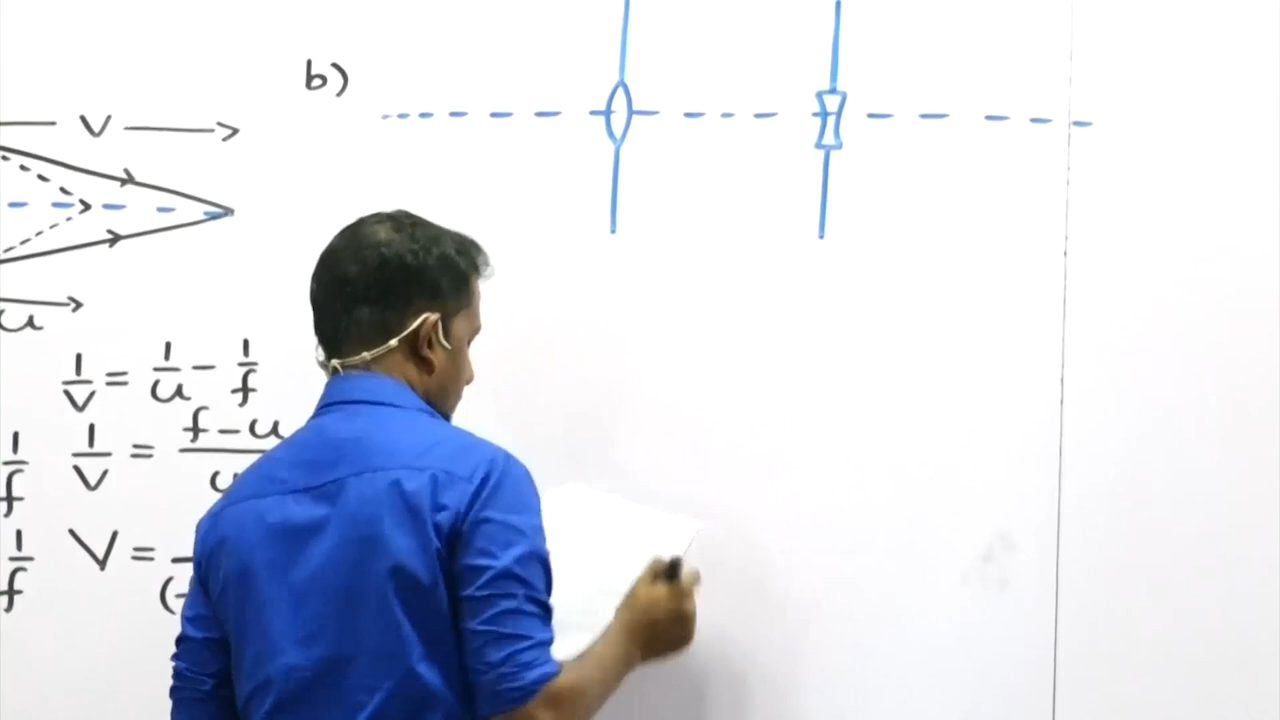 b)
V
u
1/V = 1/u - 1/f
1/f
1/V = f-u
1/f
V =